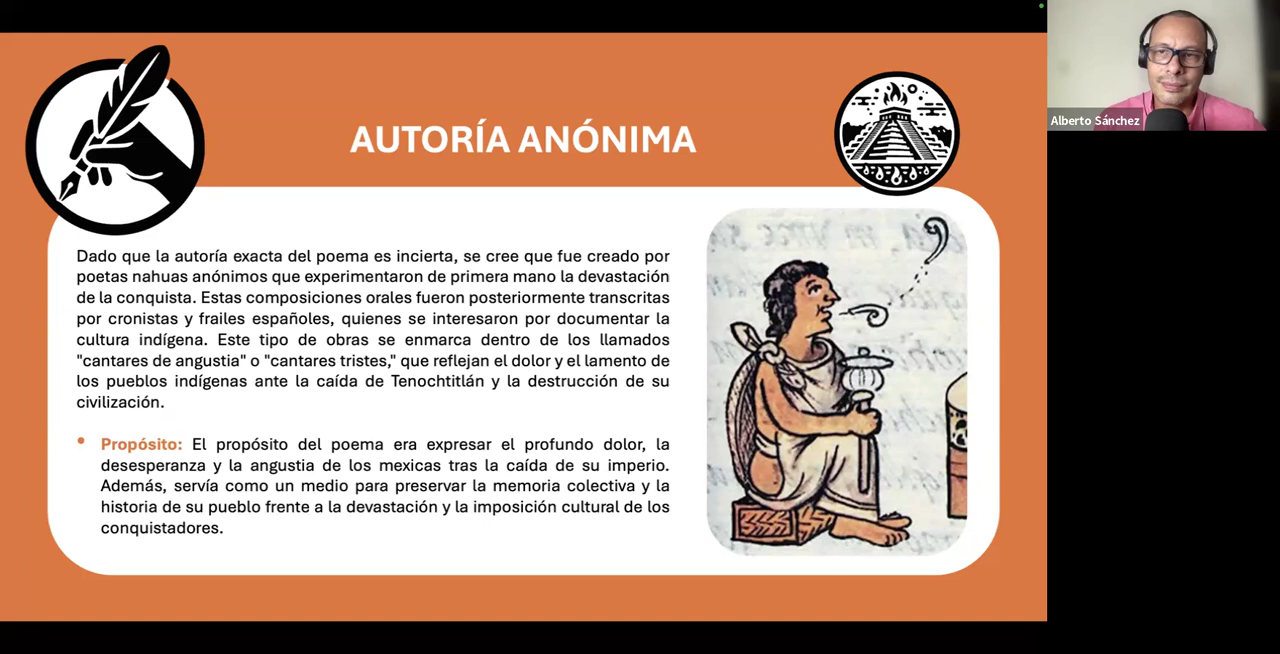 AUTORÍA ANÓNIMA
Dado que la autoría exacta del poema es incierta, se cree que fue creado por
poetas nahuas anónimos que experimentaron de primera mano la devastación
de la conquista. Estas composiciones orales fueron posteriormente transcritas
por cronistas y frailes españoles, quienes se interesaron por documentar la
cultura indígena. Este tipo de obras se enmarca dentro de los llamados
"cantares de angustia" o "cantares tristes," que reflejan el dolor y el lamento de
los pueblos indígenas ante la caída de Tenochtitlán y la destrucción de su
civilización.
• Propósito: El propósito del poema era expresar el profundo dolor, la
desesperanza y la angustia de los mexicas tras la caída de su imperio.
Además, servía como un medio para preservar la memoria colectiva y la
historia de su pueblo frente a la devastación y la imposición cultural de los
conquistadores.
Alberto Sánchez